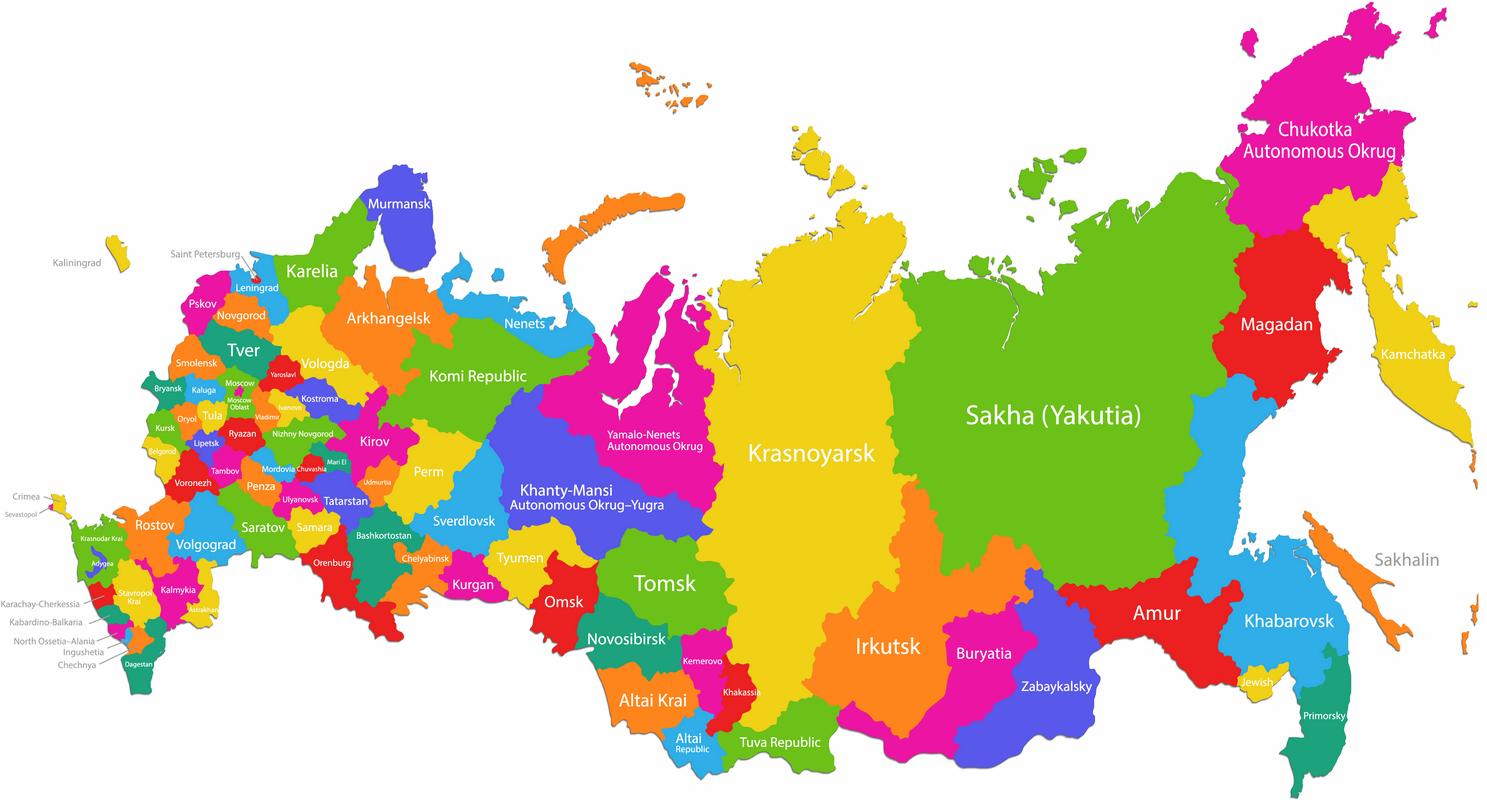 Chukotka
Autonomous Okrug
Murmansk
Kaliningrad
Saint Petersburg
Karelia
Leningrad
Pskov
Novgorod
Arkhangelsk
Nenets
Magadan
Tver
Kamchatka
Smolensk
Vologda
Yaroslavl
Komi Republic
Bryansk
Kaluga
Moscow
Kostroma
Moscow
Oblast
Ivanovo
Tula
Oryol
Vladimir
Sakha (Yakutia)
Kursk
Ryazan
Nizhny Novgorod
Kirov
Yamalo-Nenets
Autonomous Okrug
Lipetsk
Belgorod
Krasnoyarsk
Mari El
Tambov
Mordovia
Chuvashia
Perm
Voronezh
Penza
Udmurtia
Khanty-Mansi
Autonomous Okrug–Yugra
Crimea
Sevastopol
Ulyanovsk
Tatarstan
Rostov
Saratov
Samara
Sverdlovsk
Krasnodar Krai
Volgograd
Bashkortostan
Adygea
Orenburg
Chelyabinsk
Tyumen
Sakhalin
Kurgan
Tomsk
Stavropol
Krai
Kalmykia
Karachay-Cherkessia
Astrakhan
Omsk
Amur
Khabarovsk
Kabardino-Balkaria
North Ossetia–Alania
Novosibirsk
Irkutsk
Ingushetia
Buryatia
Chechnya
Dagestan
Kemerovo
Zabaykalsky
Jewish
Khakassia
Altai Krai
Primorsky
Altai
Republic
Tuva Republic